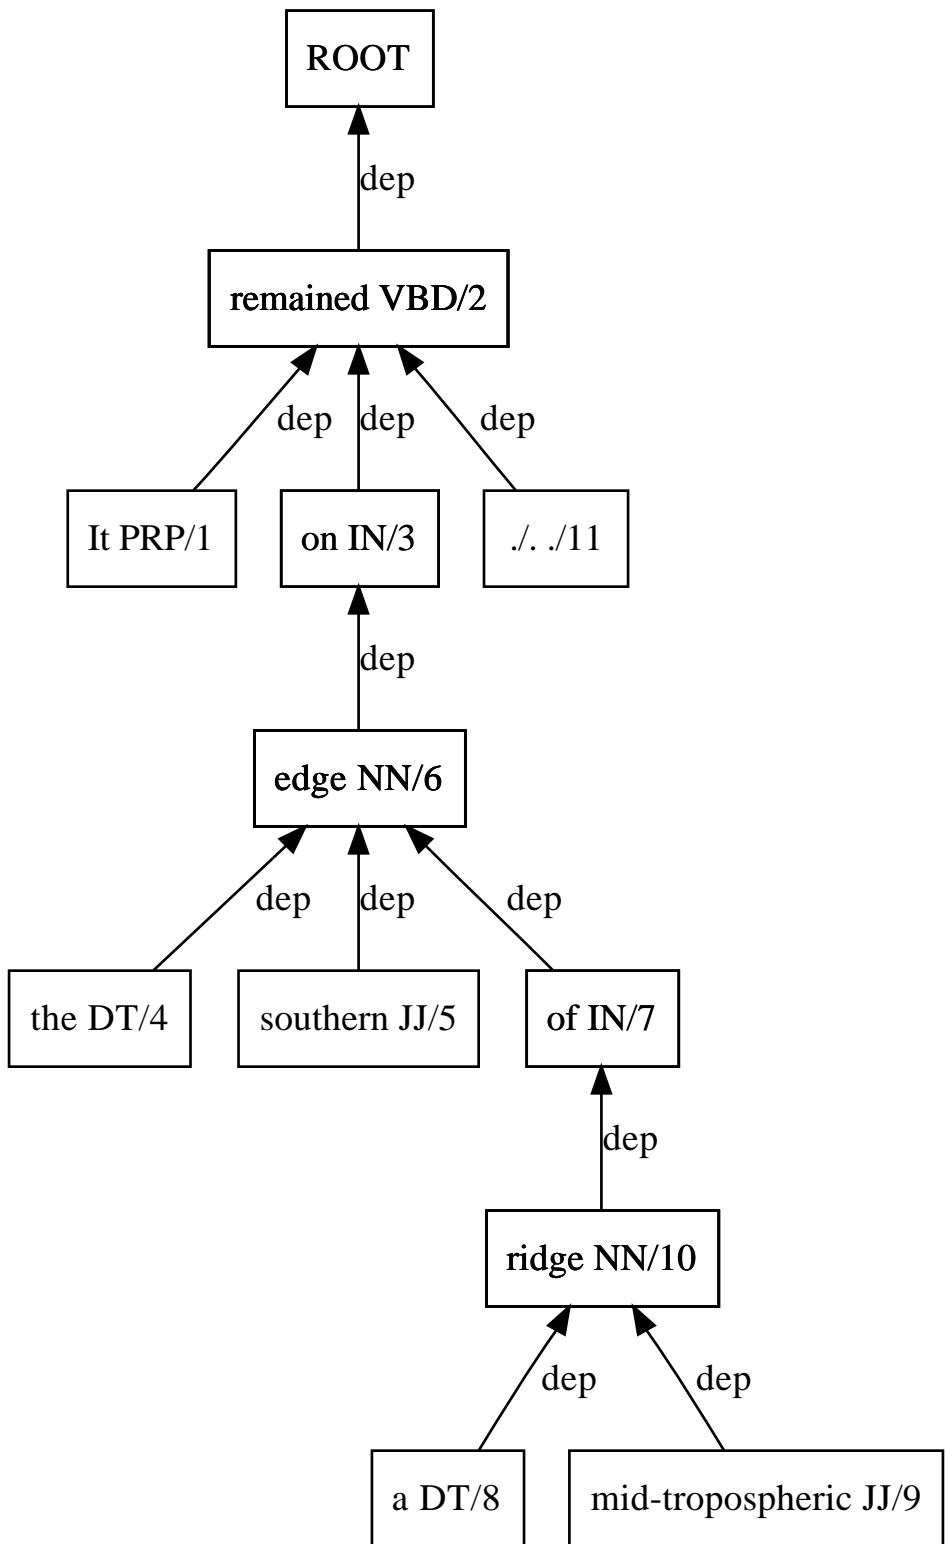 ROOT
dep
remained VBD/2
dep dep dep
It PRP/1 on IN/3 ./. ./11
dep
edge NN/6
dep dep dep
the DT/4 southern JJ/5 of IN/7
dep
ridge NN/10
dep dep
a DT/8 mid-tropospheric JJ/9